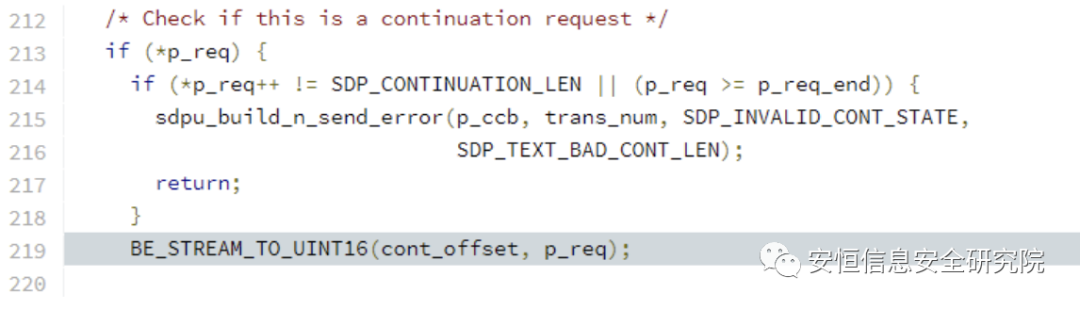 212 /* Check if this is a continuation request */
213 if (*p_req) {
214 if (*p_req++ != SDP_CONTINUATION_LEN || (p_req >= p_req_end)) {
215 sdpu_build_n_send_error(p_ccb, trans_num, SDP_INVALID_CONT_STATE,
216 SDP_TEXT_BAD_CONT_LEN);
217 return;
218 }
219 BE_STREAM_TO_UINT16(cont_offset, p_req); 安恒信息安全研究院
220